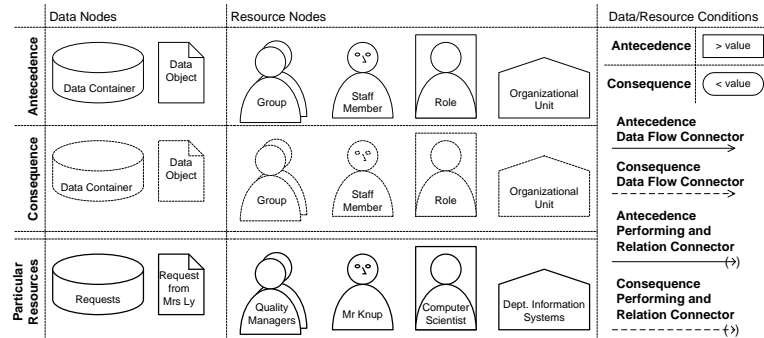 Data Nodes
Resource Nodes
Data/Resource Conditions
Antecedence
Data Container
Data
Object
Group
Staff
Member
Role
Organizational
Unit
Antecedence
> value
Consequence
< value
Antecedence
Data Flow Connector
Consequence
Data Flow Connector
Antecedence
Performing and
Relation Connector
Consequence
Performing and
Relation Connector
Consequence
Data Container
Data
Object
Group
Staff
Member
Role
Organizational
Unit
Particular
Resources
Requests
Request
from
Mrs Ly
Quality
Managers
Mr Knup
Computer
Scientist
Dept. Information
Systems